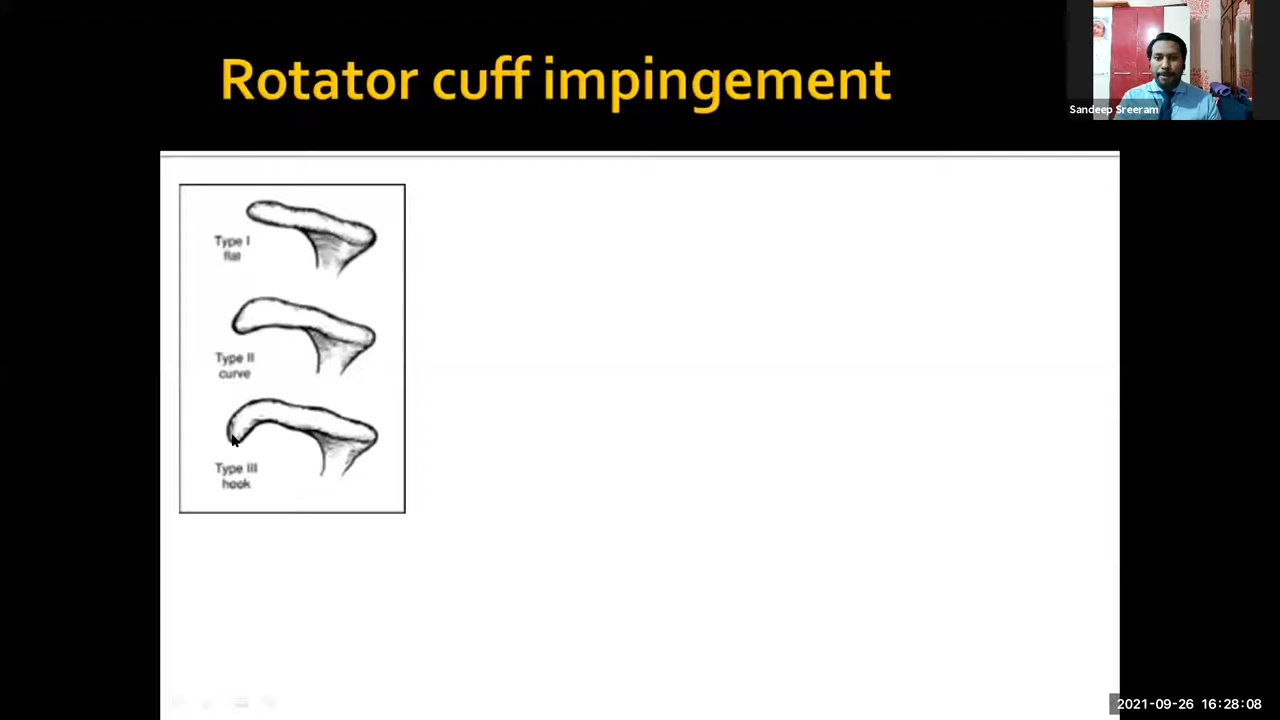 Rotator cuff impingement
Sandeep Sreeram
Type I
flat
Type II
curve
Type III
hook
2021-09-26 16:28:08